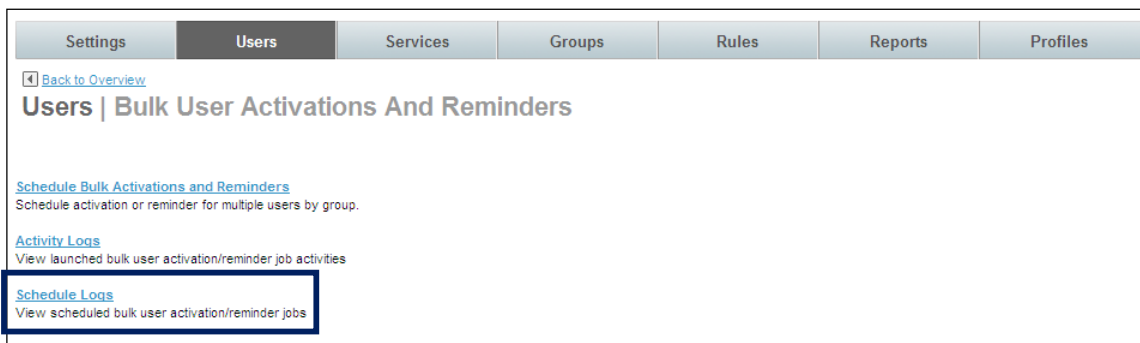 Settings Users Services Groups Rules Reports Profiles
Back to Overview
Users | Bulk User Activations And Reminders
Schedule Bulk Activations and Reminders
Schedule activation or reminder for multiple users by group.
Activity Logs
View launched bulk user activation/reminder job activities
Schedule Logs
View scheduled bulk user activation/reminder jobs